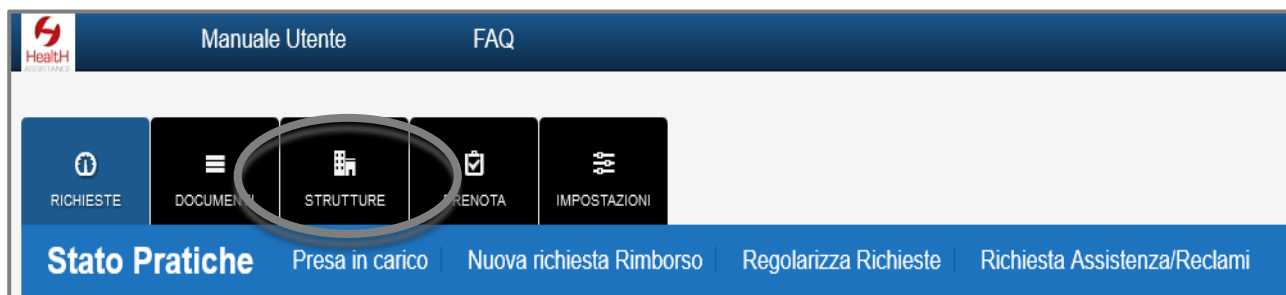 HealtH
ASSISTANCE
Manuale Utente FAQ
RICHIESTE DOCUMENTI STRUTTURE PRENOTA IMPOSTAZIONI
Stato Pratiche Presa in carico Nuova richiesta Rimborso Regolarizza Richieste Richiesta Assistenza/Reclami